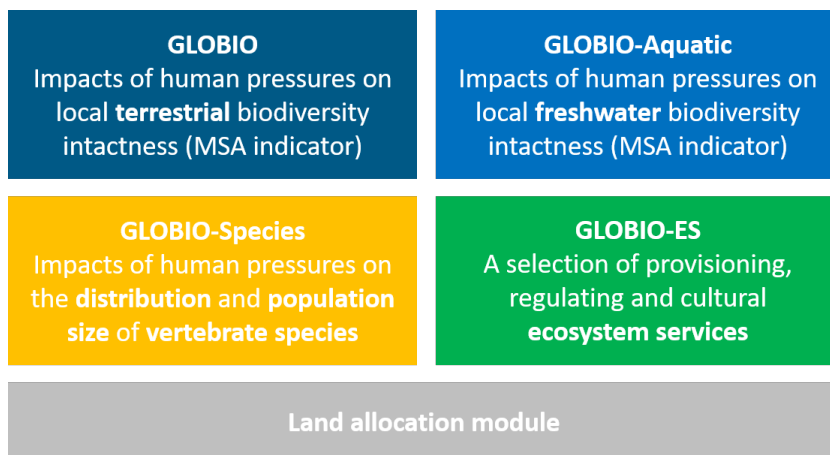 GLOBIO
Impacts of human pressures on
local terrestrial biodiversity
intactness (MSA indicator)
GLOBIO-Aquatic
Impacts of human pressures on
local freshwater biodiversity
intactness (MSA indicator)
GLOBIO-Species
Impacts of human pressures on
the distribution and population
size of vertebrate species
GLOBIO-ES
A selection of provisioning,
regulating and cultural
ecosystem services
Land allocation module